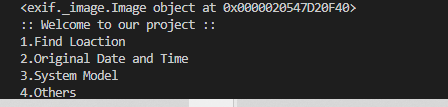 <exif._image.Image object at 0x0000020547D20F40>
:: Welcome to our project ::
1.Find Loaction
2.Original Date and Time
3.System Model
4.Others